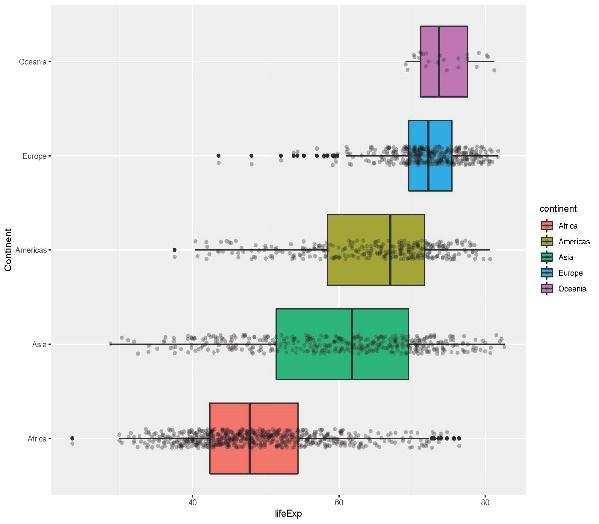 Oceania
Europe
Americas
Asia
Africa
Continent
40
60
80
lifeExp
continent
Africa
Americas
Asia
Europe
Oceania